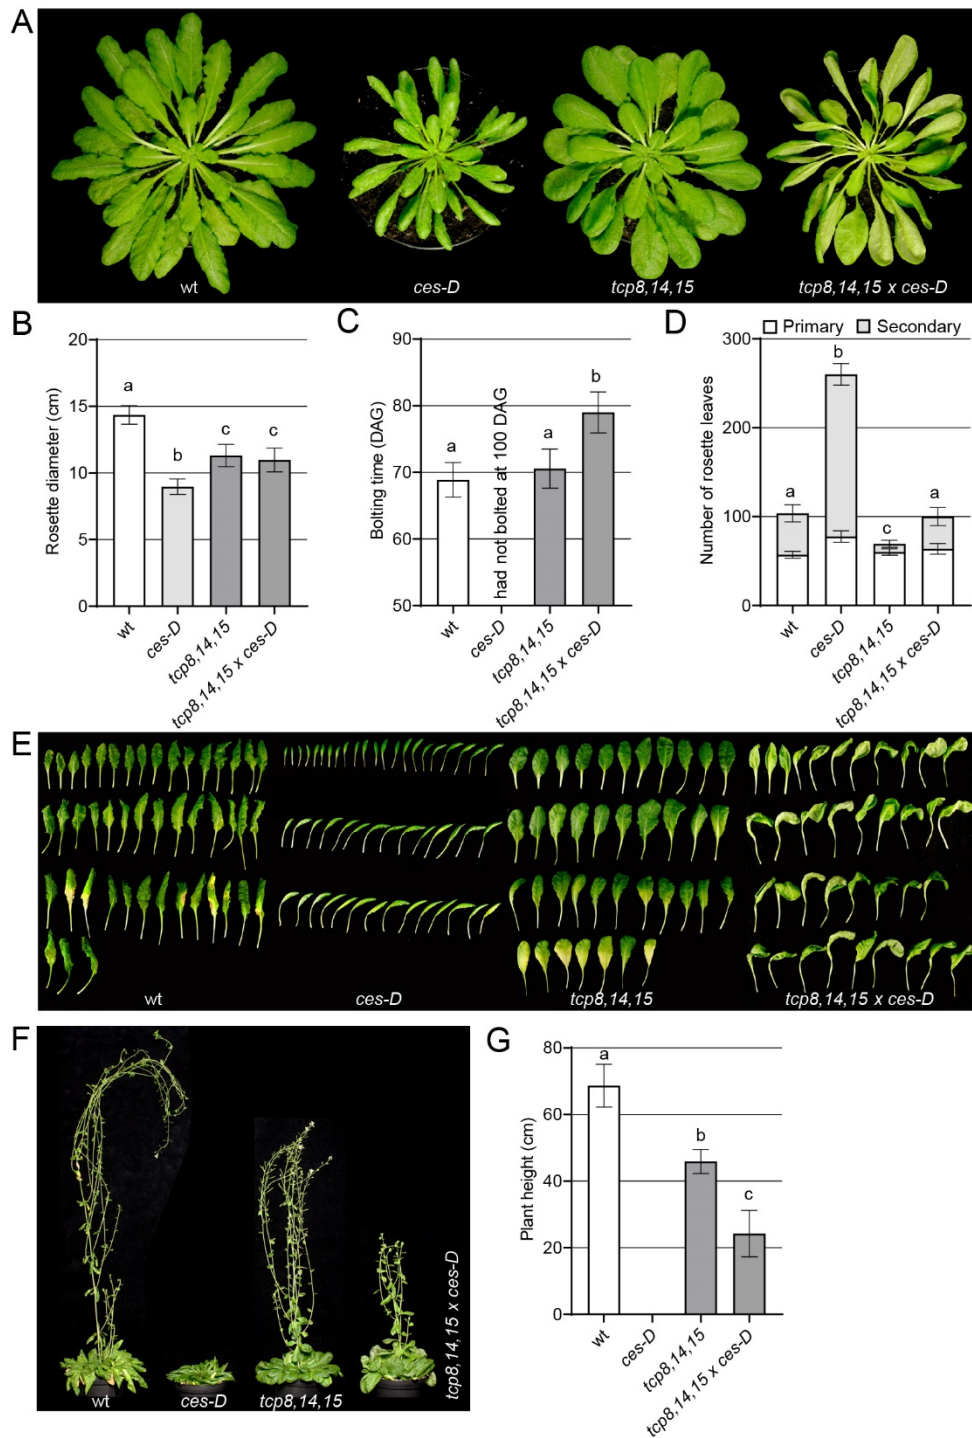 A
wt
ces-D
tcp8,14,15
tcp8,14,15 x ces-D
B
Rosette diameter (cm)
20
15
10
5
0
a
b
c
c
wt
ces-D
tcp8,14,15
tcp8,14,15 x ces-D
C
Bolting time (DAG)
90
80
70
60
50
a
had not bolted at 100 DAG
a
b
wt
ces-D
tcp8,14,15
tcp8,14,15 x ces-D
D
Primary Secondary
Number of rosette leaves
300
200
100
0
a
b
c
a
wt
ces-D
tcp8,14,15
tcp8,14,15 x ces-D
E
wt
ces-D
tcp8,14,15
tcp8,14,15 x ces-D
F
wt
ces-D
tcp8,14,15
tcp8,14,15 x ces-D
G
Plant height (cm)
80
60
40
20
0
a
b
c
wt
ces-D
tcp8,14,15
tcp8,14,15 x ces-D